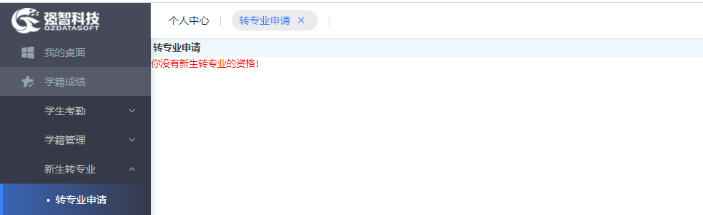 强智科技
QZDATASOFT
个人中心
转专业申请 ×
我的桌面
转专业申请
你没有新生转专业的资格!
学籍成绩
学生考勤
学籍管理
新生转专业
• 转专业申请